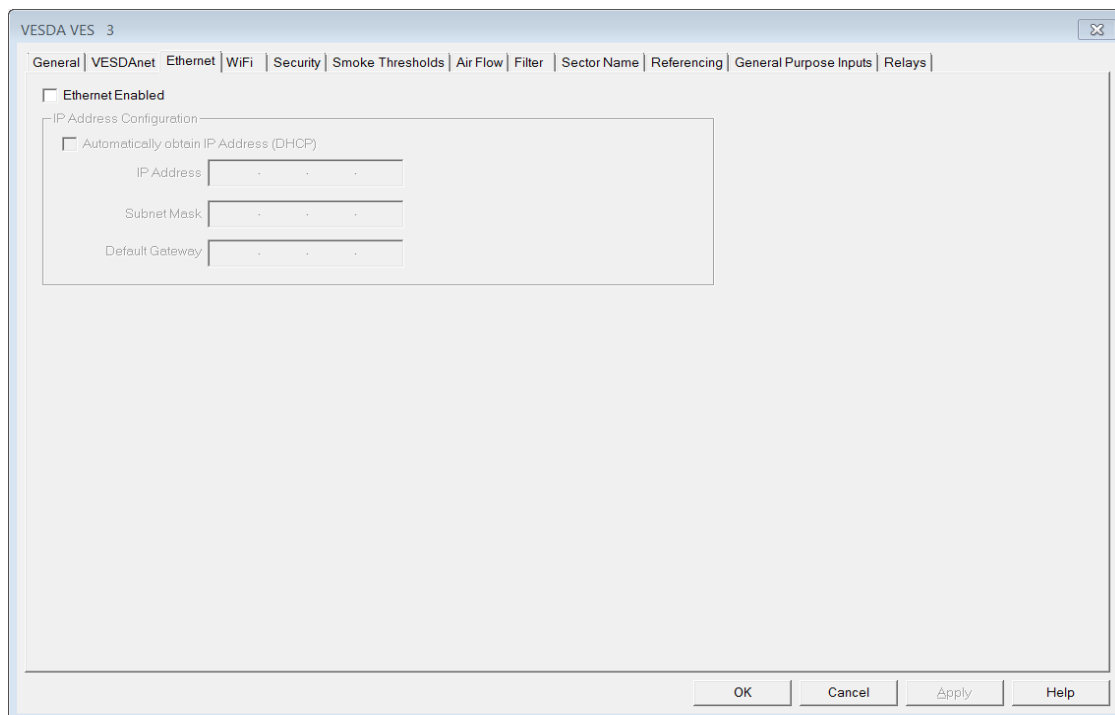 VESDA VES 3
General VESDAnet Ethernet WiFi Security Smoke Thresholds Air Flow Filter Sector Name Referencing General Purpose Inputs Relays
Ethernet Enabled
IP Address Configuration
Automatically obtain IP Address (DHCP)
IP Address . . .
Subnet Mask . . .
Default Gateway . . .
OK Cancel Apply Help